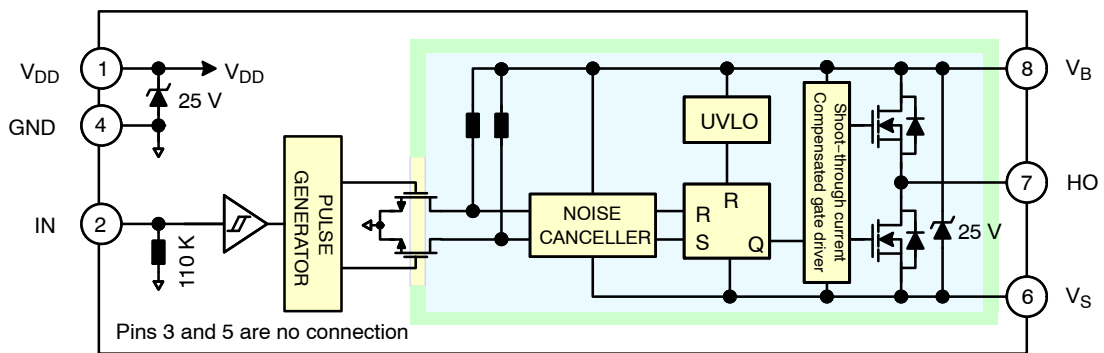 VDD
1
VDD
25 V
GND
4
IN
2
110 K
PULSE
GENERATOR
NOISE
CANCELLER
UVLO
R
R
S
Q
Shoot−through current
Compensated gate driver
25 V
8
VB
7
HO
6
VS
Pins 3 and 5 are no connection